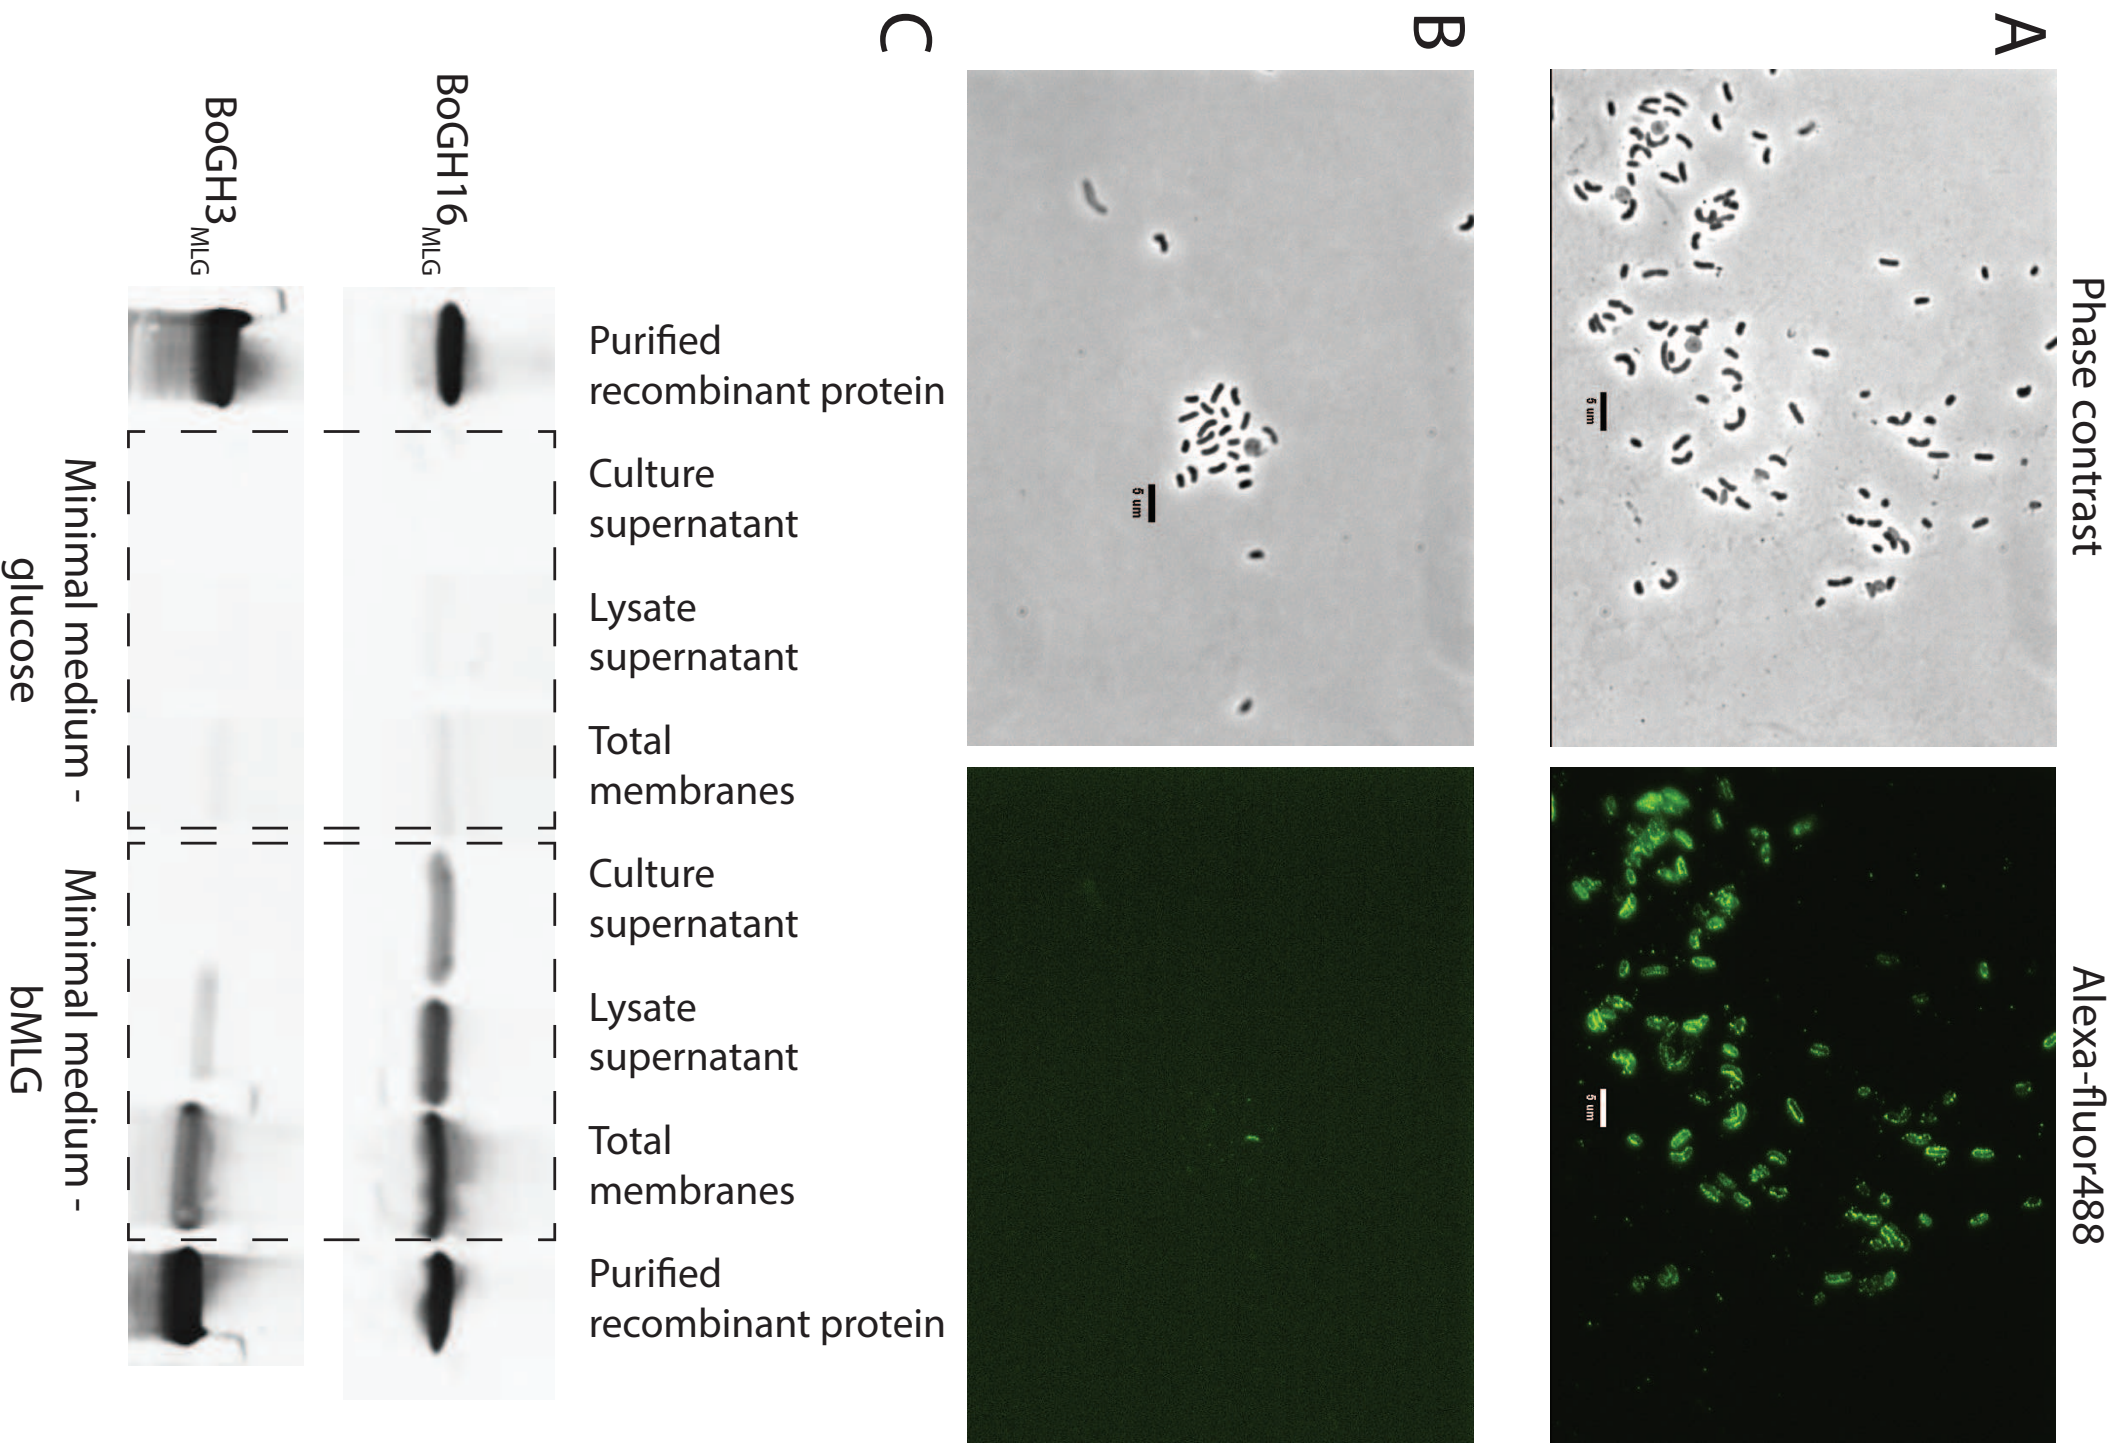 A
Phase contrast
Alexa-fluor488
5 um
5 um
B
5 um
C
Purified
recombinant protein
Culture
supernatant
Lysate
supernatant
Total
membranes
Culture
supernatant
Lysate
supernatant
Total
membranes
Purified
recombinant protein
BoGH16MLG
BoGH3MLG
Minimal medium -
glucose
Minimal medium -
bMLG